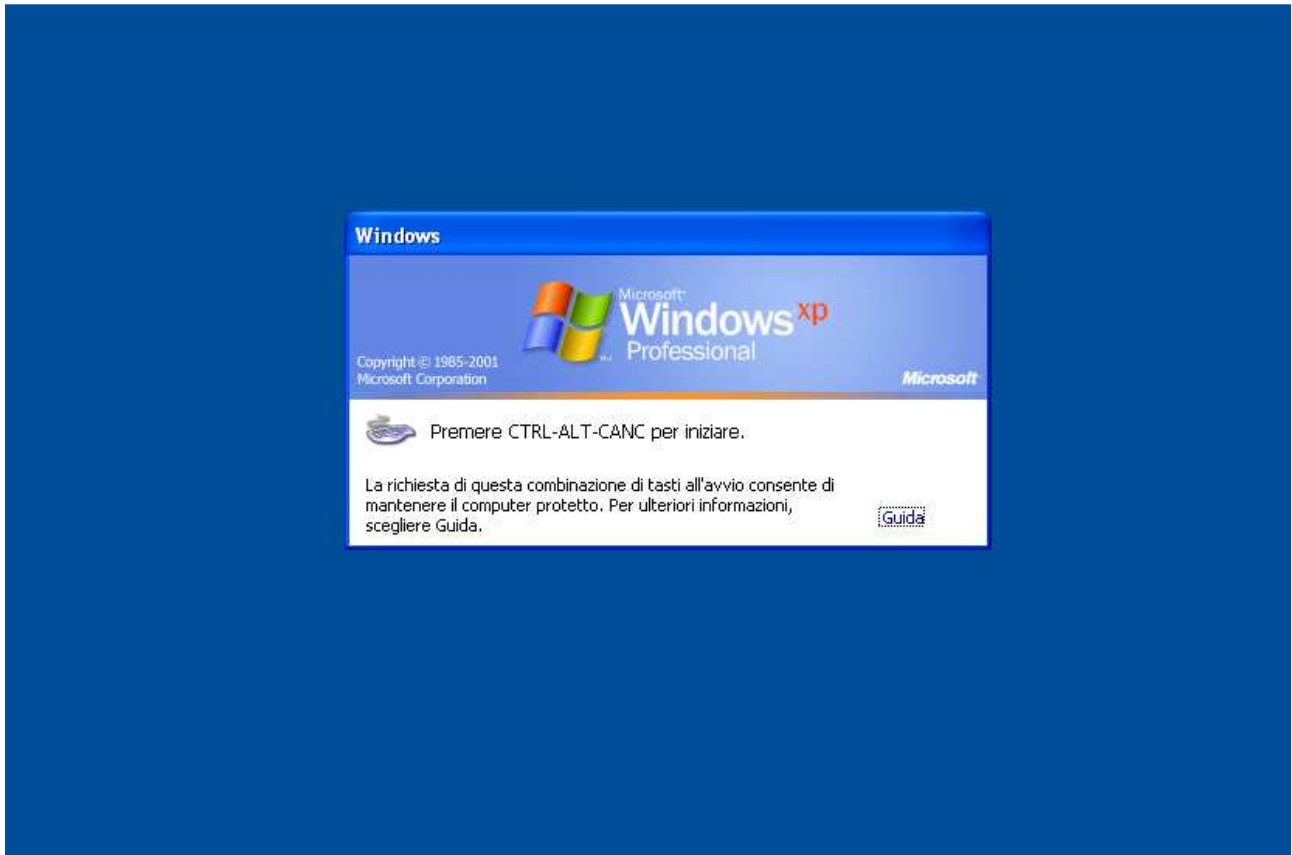 Windows
Microsoft
Windows xp
Professional
Copyright © 1985-2001
Microsoft Corporation
Microsoft
Premere CTRL-ALT-CANC per iniziare.
La richiesta di questa combinazione di tasti all'avvio consente di
mantenere il computer protetto. Per ulteriori informazioni,
scegliere Guida.
Guida